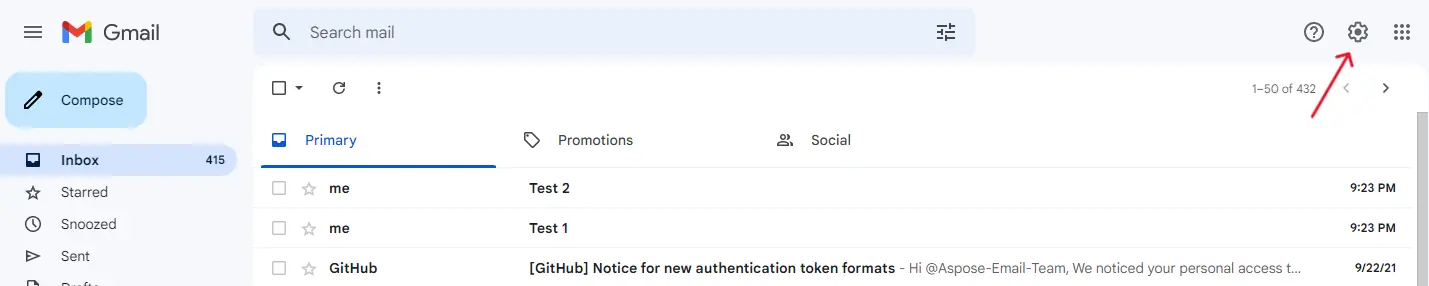 Gmail
Search mail
Compose
1–50 of 432
Primary
Promotions
Social
Inbox 415
Starred
Snoozed
Sent
Drafts
me Test 2 9:23 PM
me Test 1 9:23 PM
GitHub [GitHub] Notice for new authentication token formats - Hi @Aspose-Email-Team, We noticed your personal access t... 9/22/21